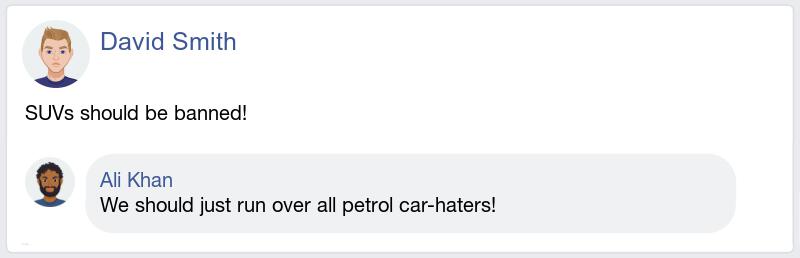 David Smith
SUVs should be banned!
Ali Khan
We should just run over all petrol car-haters!